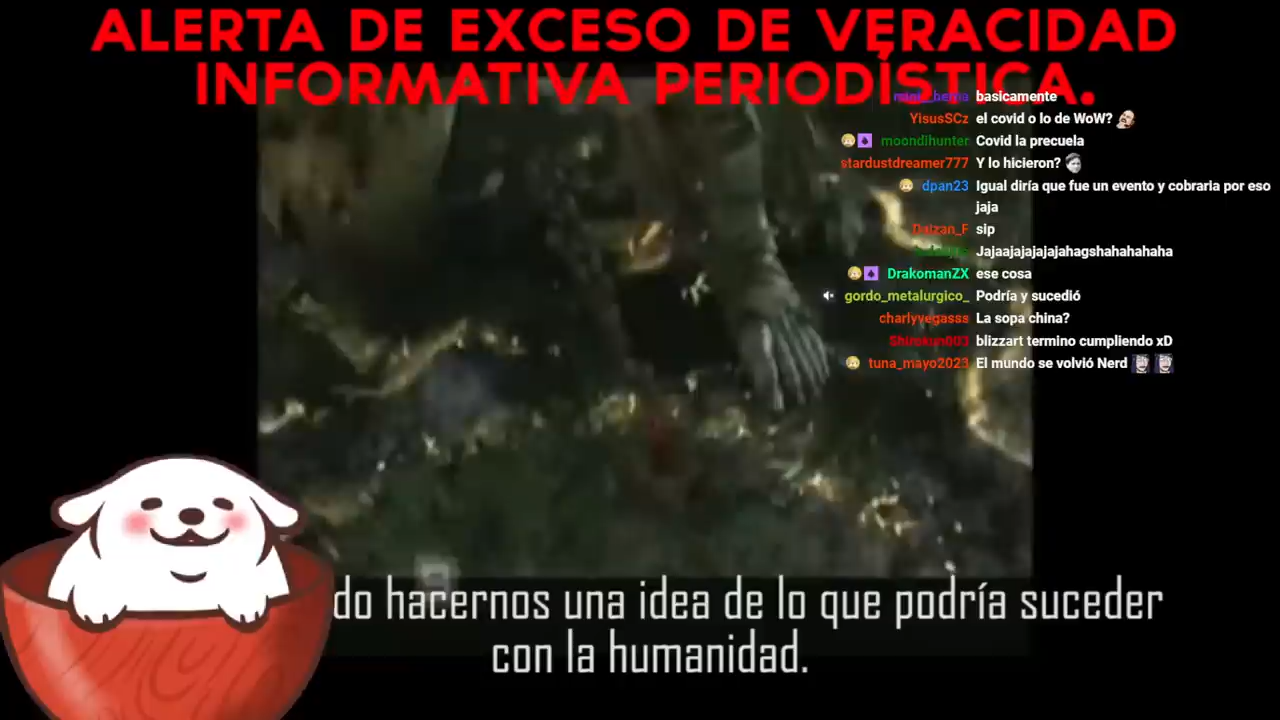 ALERTA DE EXCESO DE VERACIDAD
INFORMATIVA PERIODÍSTICA.
basicamente
YisusSCz el covid o lo de WoW?
moondihunter Covid la precuela
stardustdreamer777 Y lo hicieron?
dpan23 Igual diría que fue un evento y cobraria por eso
jaja
Daizan_F sip
Jajaajajajajajahagshahahahaha
DrakomanZX ese cosa
gordo_metalurgico_ Podría y sucedió
charlyvegasss La sopa china?
Shirokun003 blizzart termino cumpliendo xD
tuna_mayo2023 El mundo se volvió Nerd
do hacernos una idea de lo que podría suceder
con la humanidad.